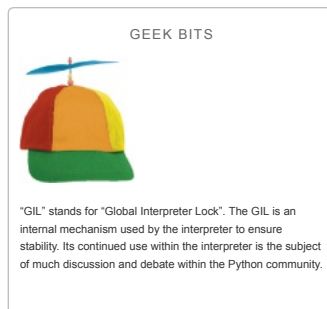 GEEK BITS
“GIL” stands for “Global Interpreter Lock”. The GIL is an
internal mechanism used by the interpreter to ensure
stability. Its continued use within the interpreter is the subject
of much discussion and debate within the Python community.